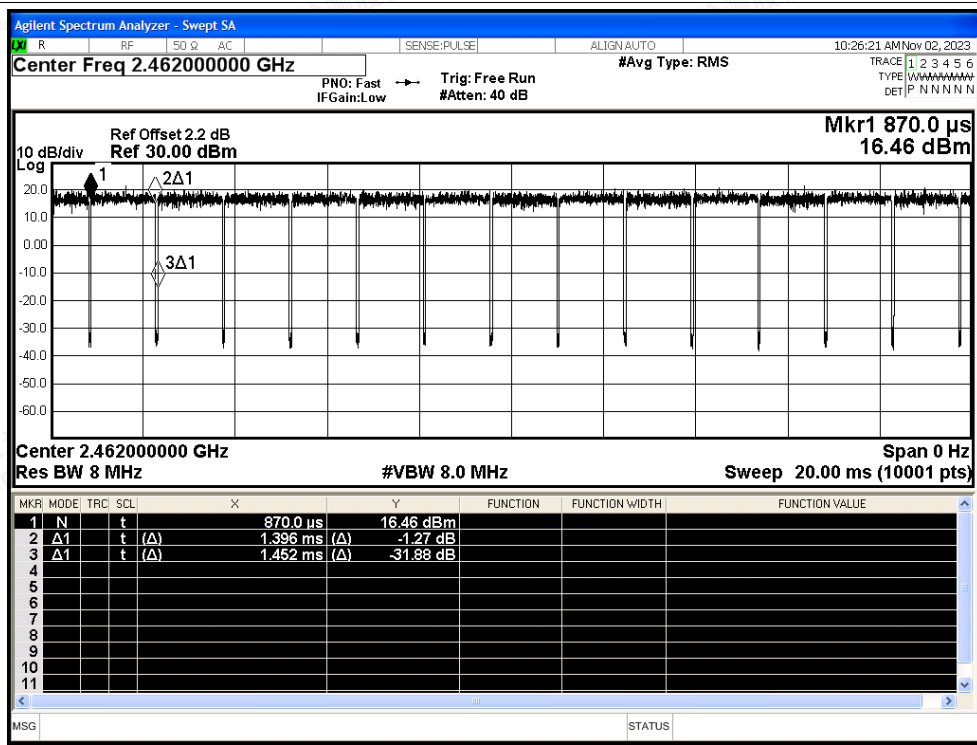 Agilent Spectrum Analyzer - Swept SA
LXI R RF 50 Ω AC SENSE:PULSE ALIGN AUTO 10:26:21 AM Nov 02, 2023
Center Freq 2.462000000 GHz #Avg Type: RMS TRACE 1 2 3 4 5 6
PNO: Fast Trig: Free Run TYPE WWWWWW
IFGain:Low #Atten: 40 dB DET P N N N N N
Mkr1 870.0 µs
Ref Offset 2.2 dB
10 dB/div Ref 30.00 dBm 16.46 dBm
Log
1 2Δ1
20.0
10.0
0.00
3Δ1
-10.0
-20.0
-30.0
-40.0
-50.0
-60.0
Center 2.462000000 GHz Span 0 Hz
Res BW 8 MHz #VBW 8.0 MHz Sweep 20.00 ms (10001 pts)
MKR MODE TRC SCL X Y FUNCTION FUNCTION WIDTH FUNCTION VALUE
1 N t 870.0 µs 16.46 dBm
2 Δ1 t (Δ) 1.396 ms (Δ) -1.27 dB
3 Δ1 t (Δ) 1.452 ms (Δ) -31.88 dB
4
5
6
7
8
9
10
11
MSG STATUS